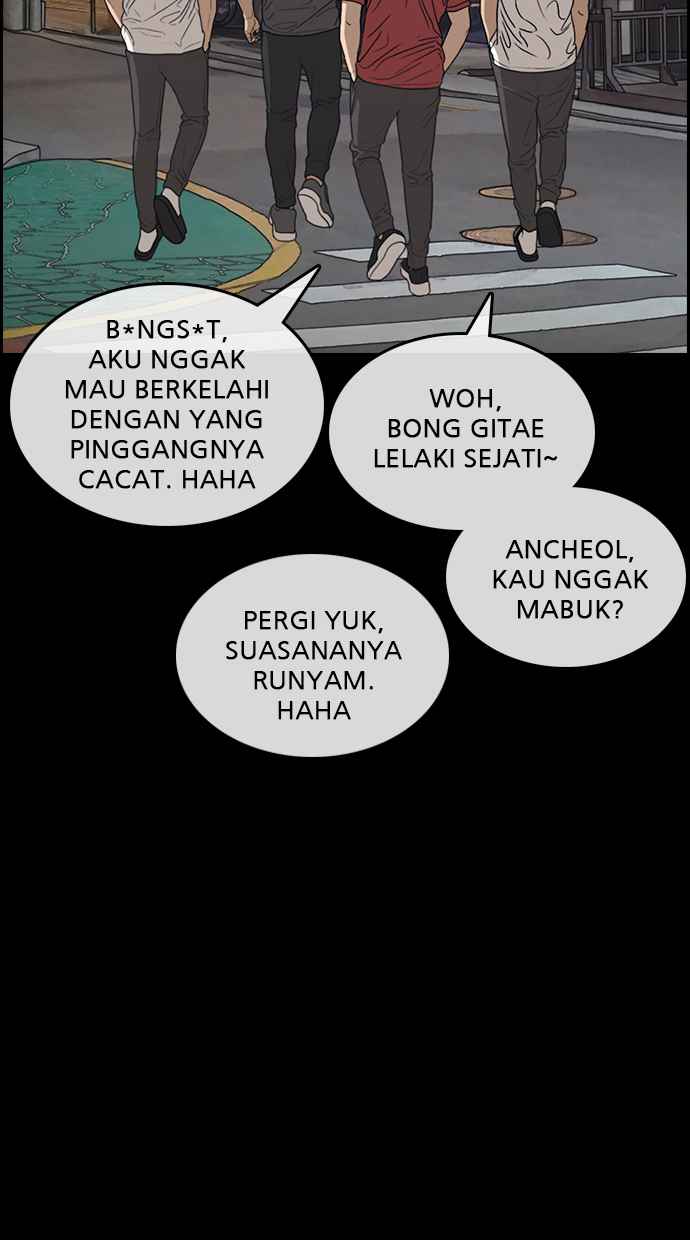 B*NGS*T,
AKU NGGAK
MAU BERKELAHI
DENGAN YANG
PINGGANGNYA
CACAT. HAHA
WOH,
BONG GITAE
LELAKI SEJATI~
ANCHEOL,
KAU NGGAK
MABUK?
PERGI YUK,
SUASANANYA
RUNYAM.
HAHA